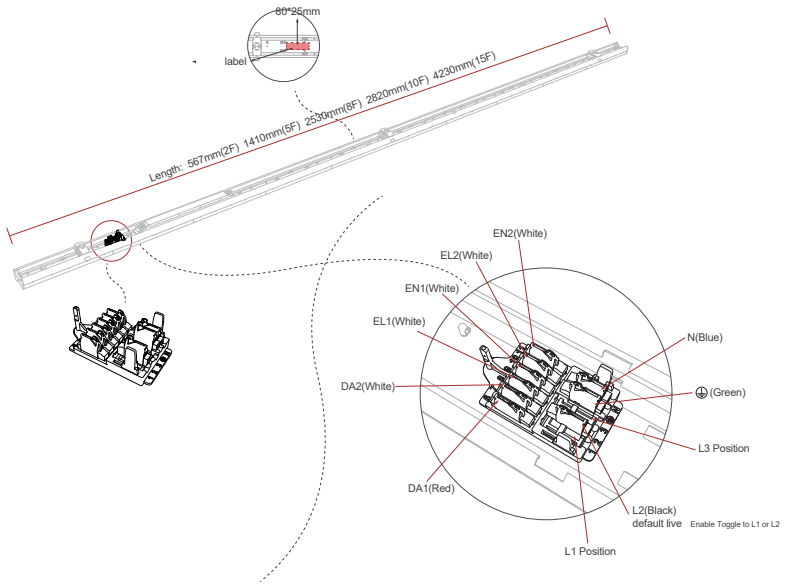 80*25mm
label
Length: 567mm(2F) 1410mm(5F) 2530mm(8F) 2820mm(10F) 4230mm(15F)
EN2(White)
EL2(White)
EN1(White)
EL1(White)
DA2(White)
DA1(Red)
N(Blue)
(Green)
L3 Position
L2(Black)
default live Enable Toggle to L1 or L2
L1 Position